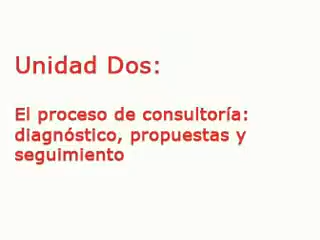 Unidad Dos:
El proceso de consultoría:
diagnóstico, propuestas y
seguimiento